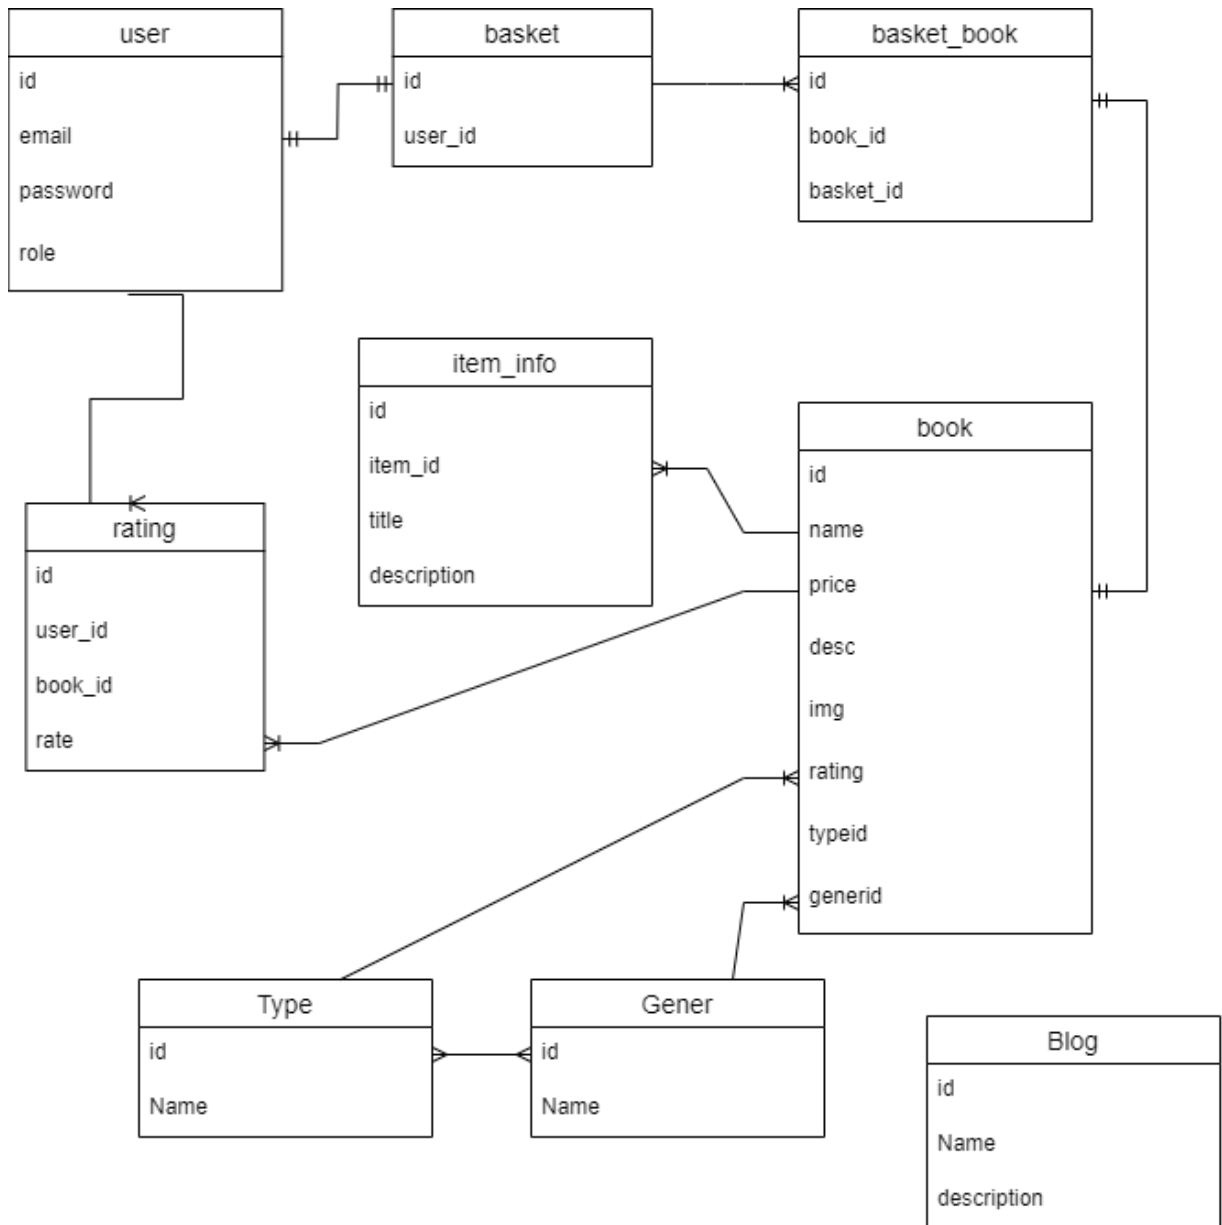 user
id
email
password
role
basket
id
user_id
basket_book
id
book_id
basket_id
item_info
id
item_id
title
description
book
id
name
price
desc
img
rating
typeid
generid
rating
id
user_id
book_id
rate
Type
id
Name
Gener
id
Name
Blog
id
Name
description